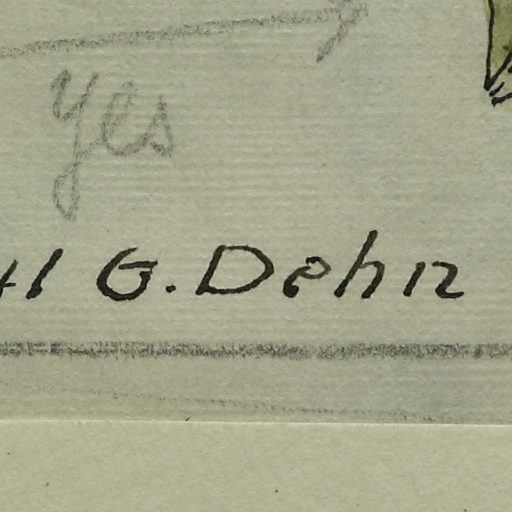 yes
G. Dehn